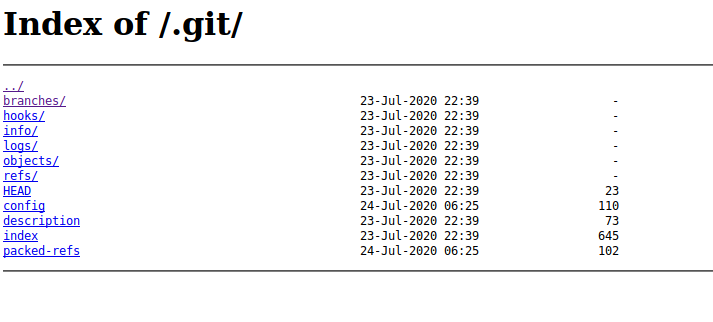 Index of /.git/
../
branches/ 23-Jul-2020 22:39 -
hooks/ 23-Jul-2020 22:39 -
info/ 23-Jul-2020 22:39 -
logs/ 23-Jul-2020 22:39 -
objects/ 23-Jul-2020 22:39 -
refs/ 23-Jul-2020 22:39 -
HEAD 23-Jul-2020 22:39 23
config 24-Jul-2020 06:25 110
description 23-Jul-2020 22:39 73
index 23-Jul-2020 22:39 645
packed-refs 24-Jul-2020 06:25 102